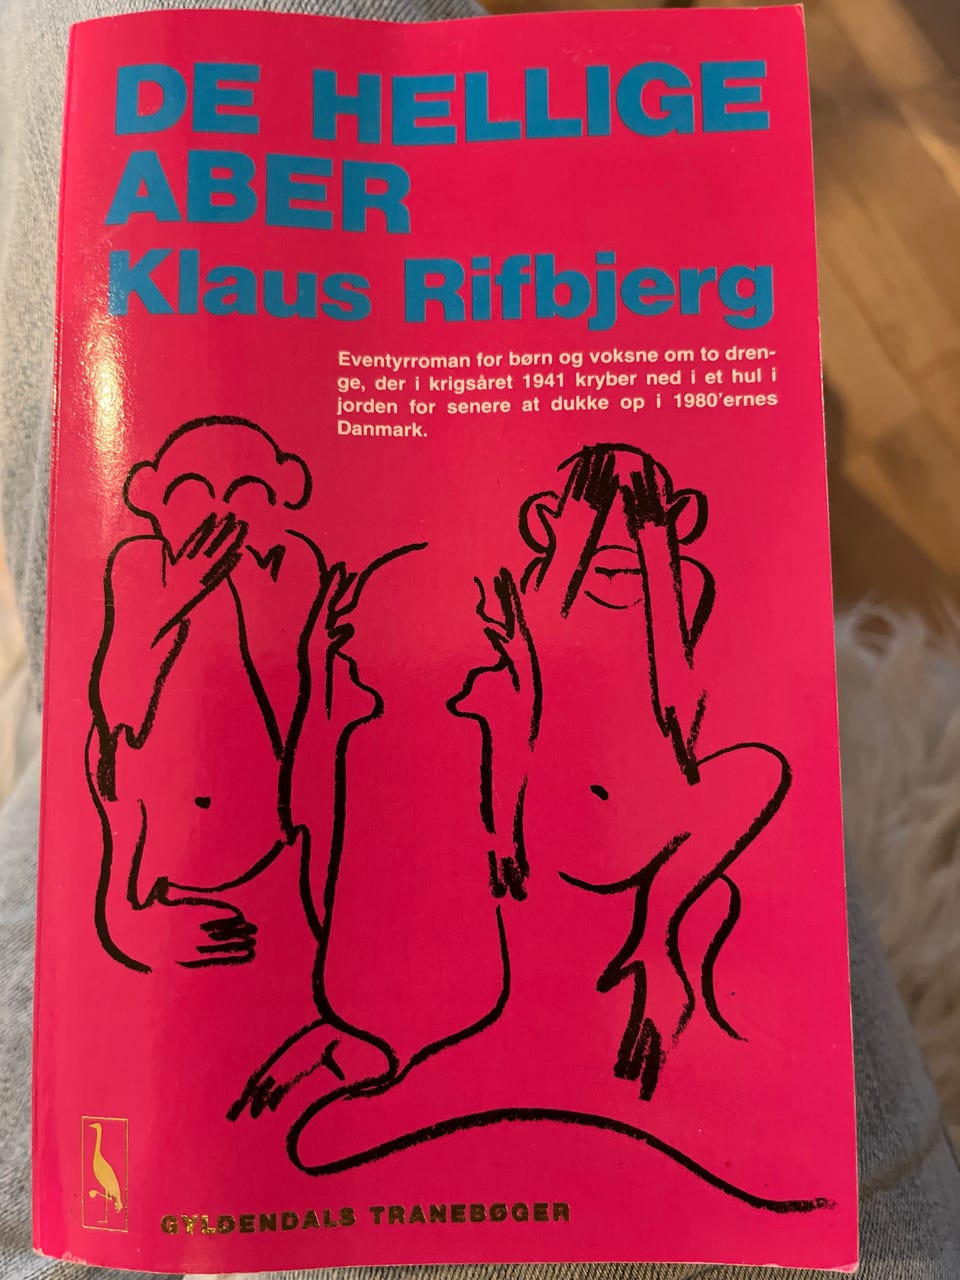 DE HELLIGE
ABER
Klaus Rifbjerg
Eventyrroman for børn og voksne om to dren-
ge, der i krigsåret 1941 kryber ned i et hul i
jorden for senere at dukke op i 1980'ernes
Danmark.
GYLDENDALS TRANEBØGER